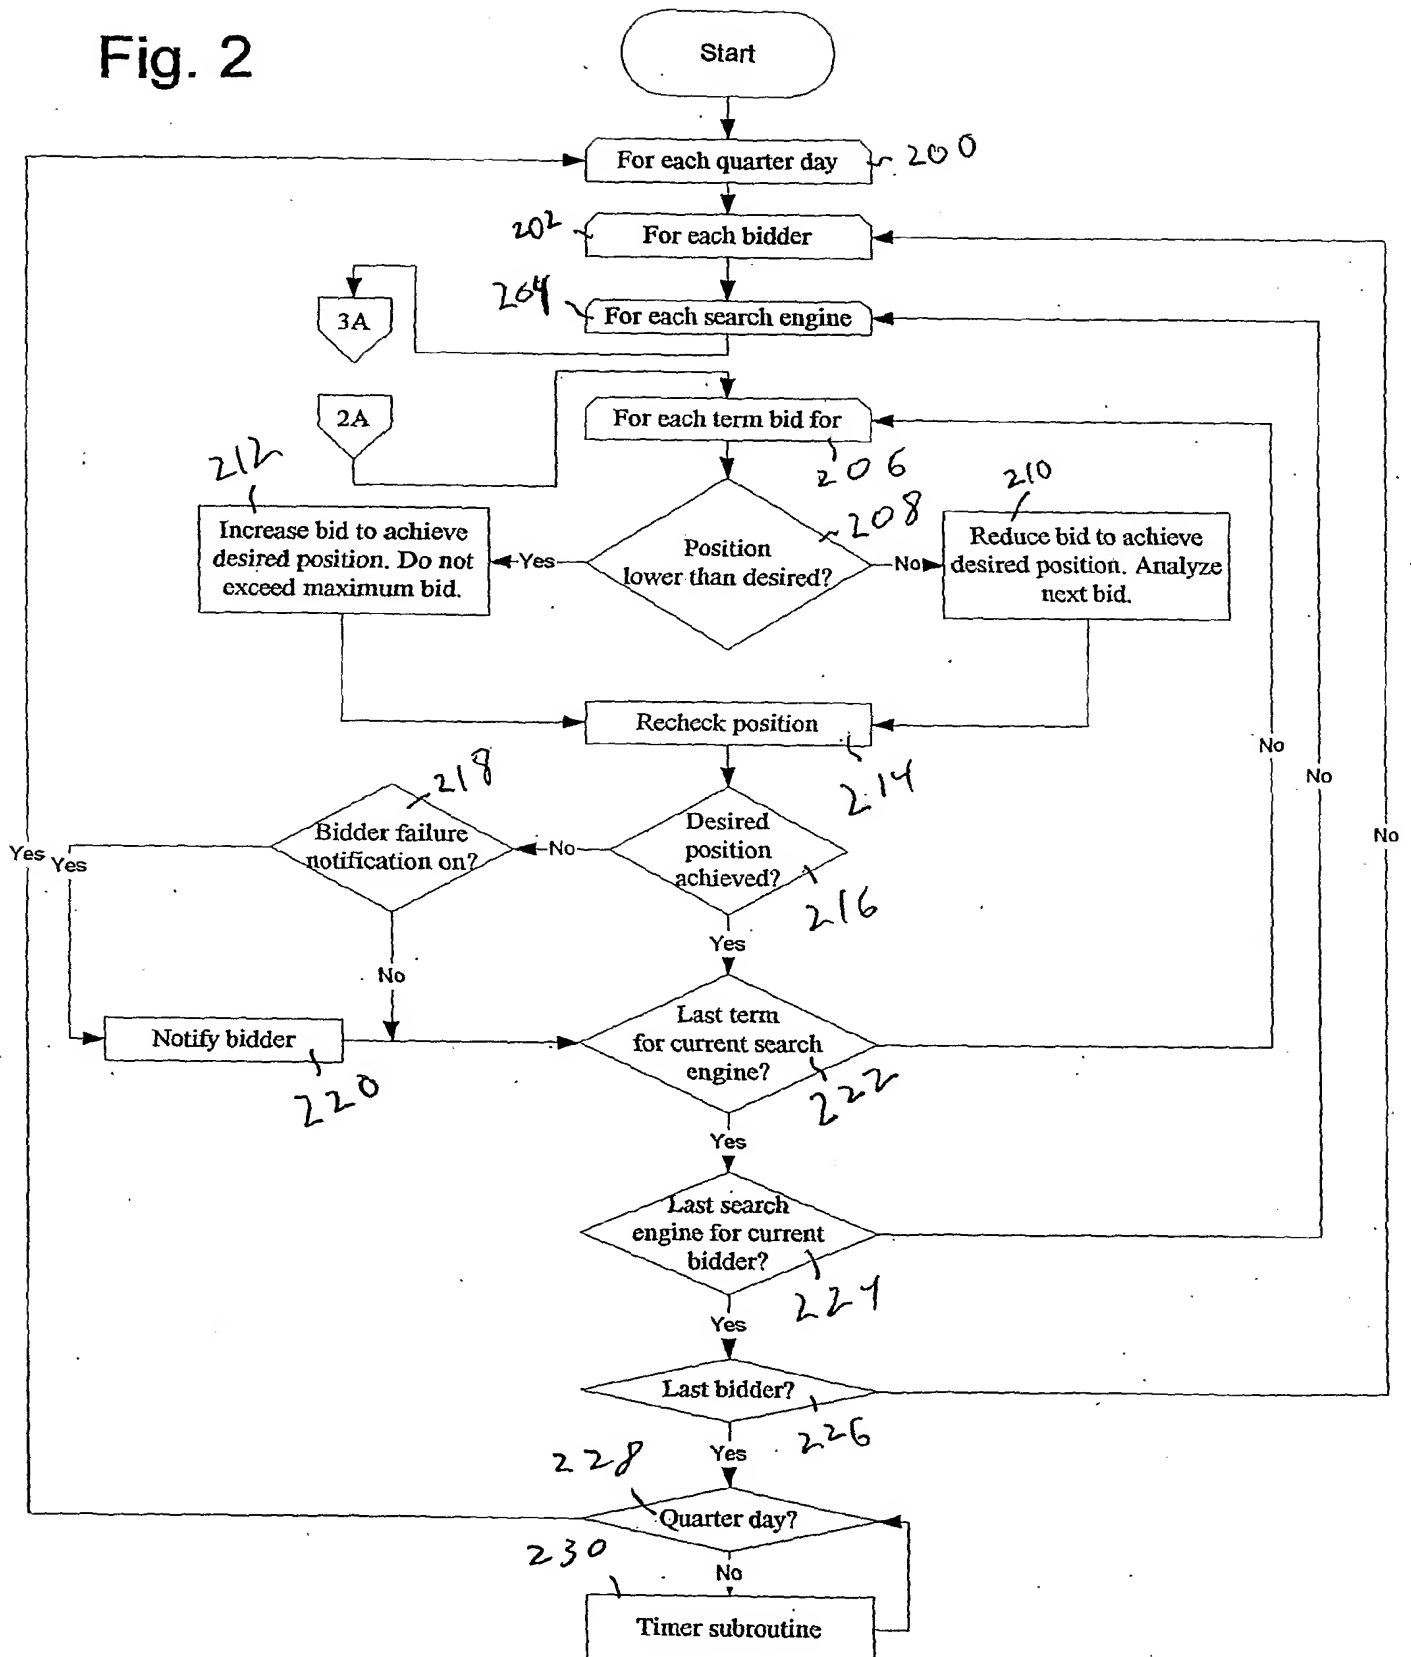 Fig. 2
Start
For each quarter day
200
202
For each bidder
204
For each search engine
3A
2A
For each term bid for
206
212
208
210
Increase bid to achieve
desired position. Do not
exceed maximum bid.
Yes
Position
lower than desired?
No
Reduce bid to achieve
desired position. Analyze
next bid.
Recheck position
214
No
No
No
218
Bidder failure
notification on?
No
Desired
position
achieved?
216
Yes
Yes
Yes
No
Notify bidder
220
Last term
for current search
engine?
222
Yes
Last search
engine for current
bidder?
224
Yes
Last bidder?
226
Yes
228
Quarter day?
230
No
Timer subroutine